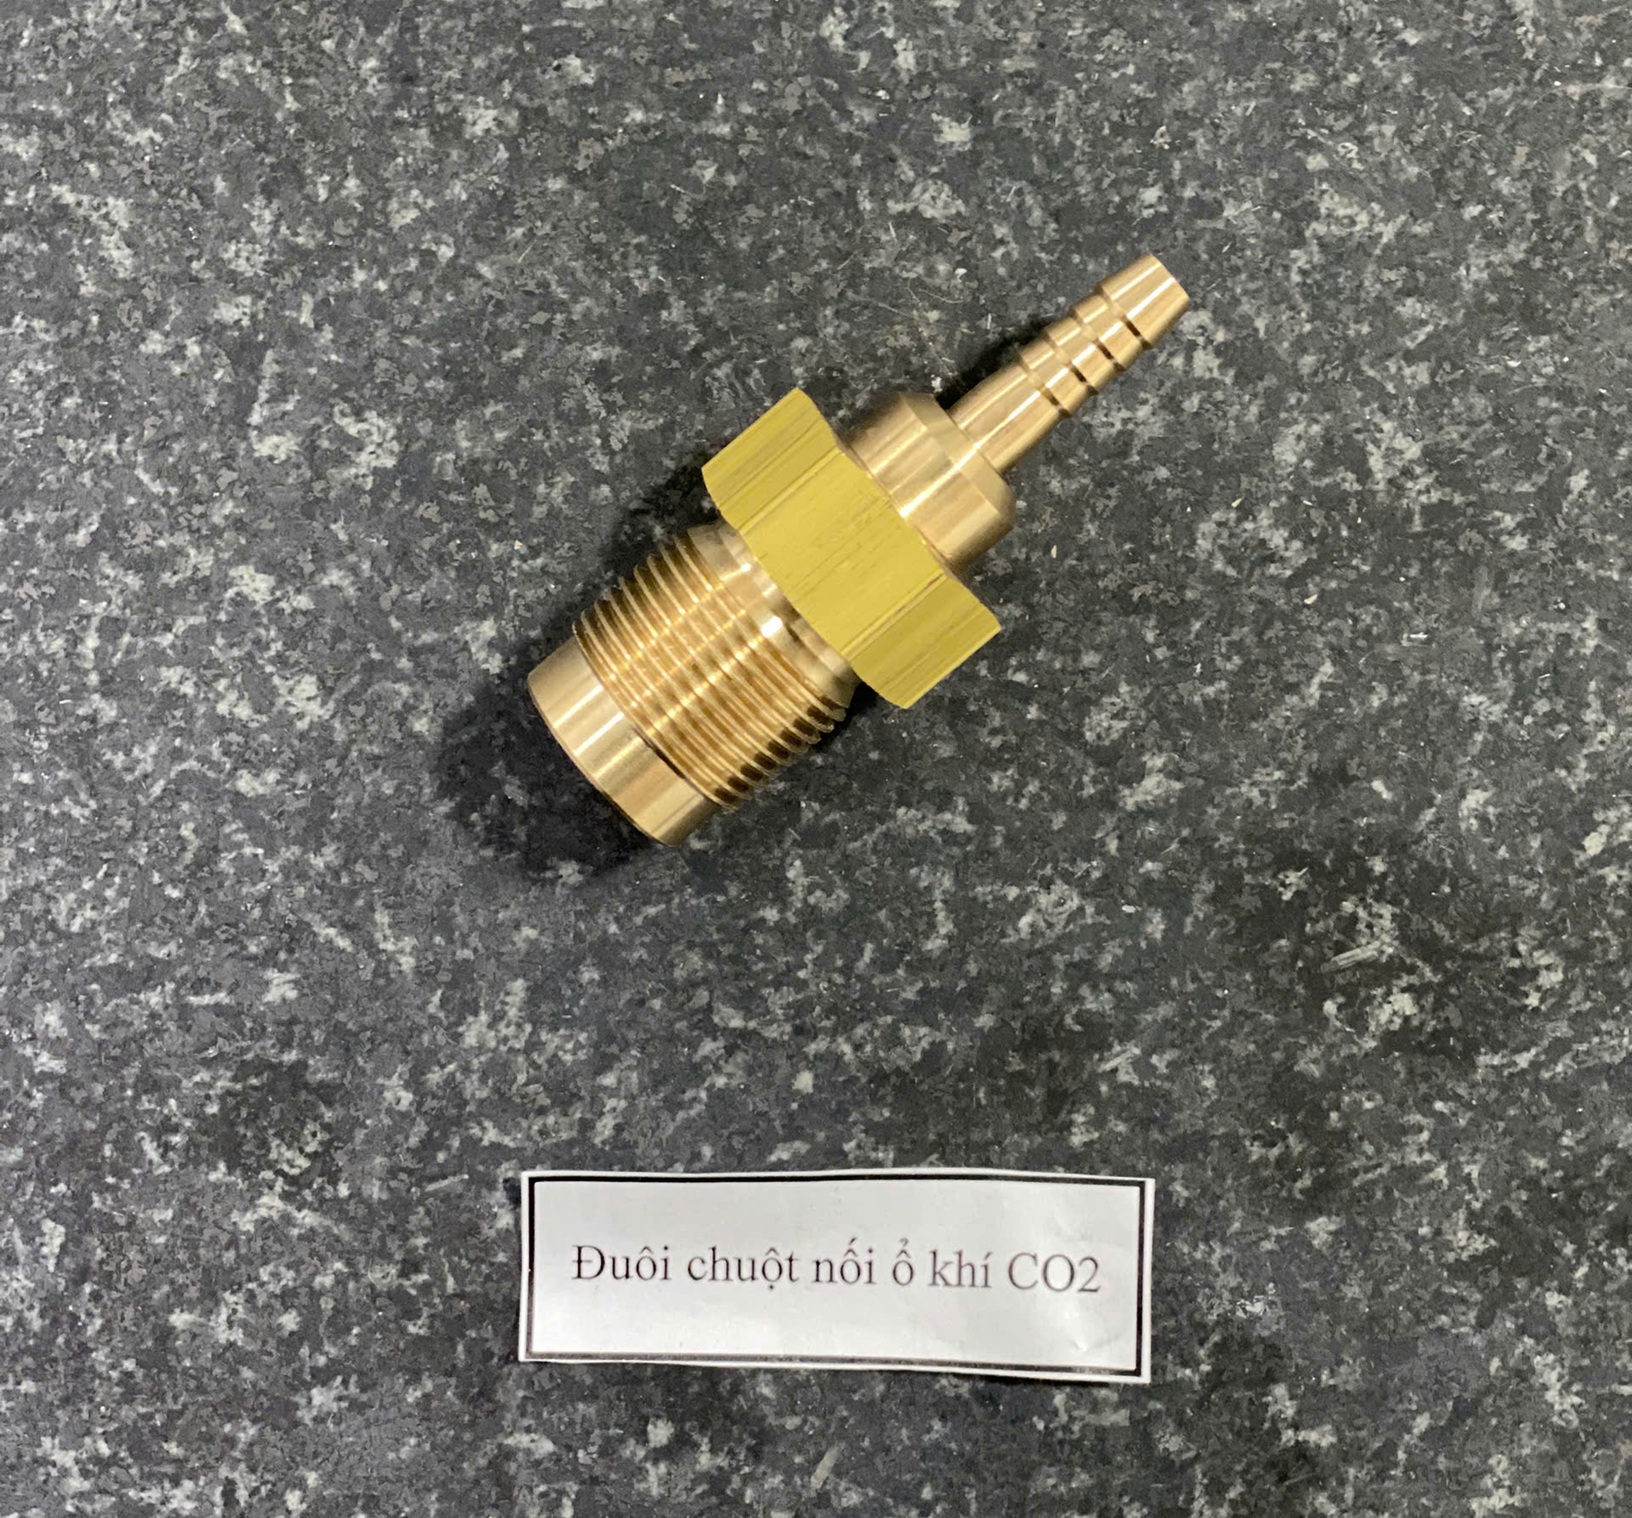 Đuôi chuột nối ổ khí CO2